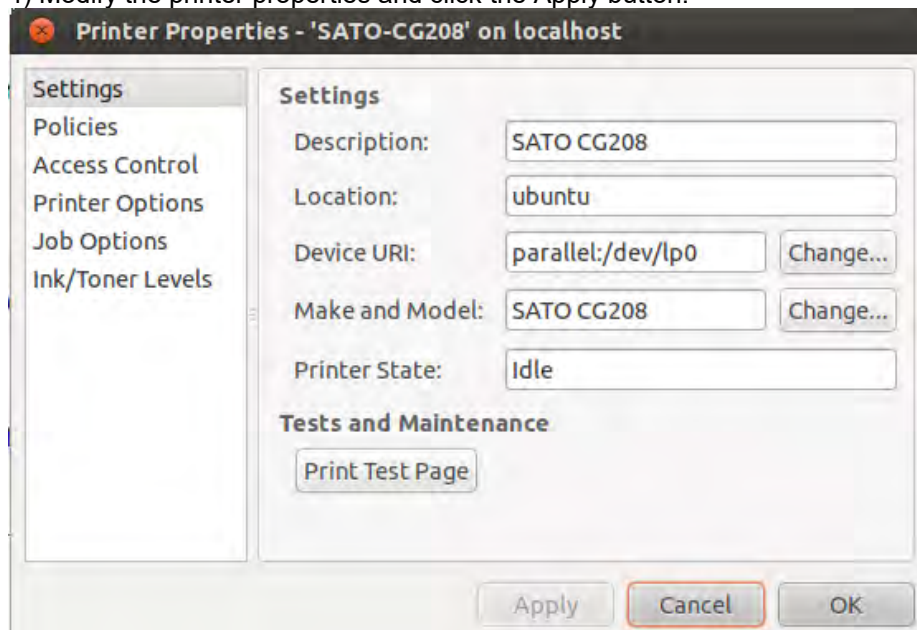 1) Modify the printer properties and click the Apply button.
Printer Properties - 'SATO-CG208' on localhost
Settings
Policies
Access Control
Printer Options
Job Options
Ink/Toner Levels
Settings
Description: SATO CG208
Location: ubuntu
Device URI: parallel:/dev/lp0 Change...
Make and Model: SATO CG208 Change...
Printer State: Idle
Tests and Maintenance
Print Test Page
Apply Cancel OK